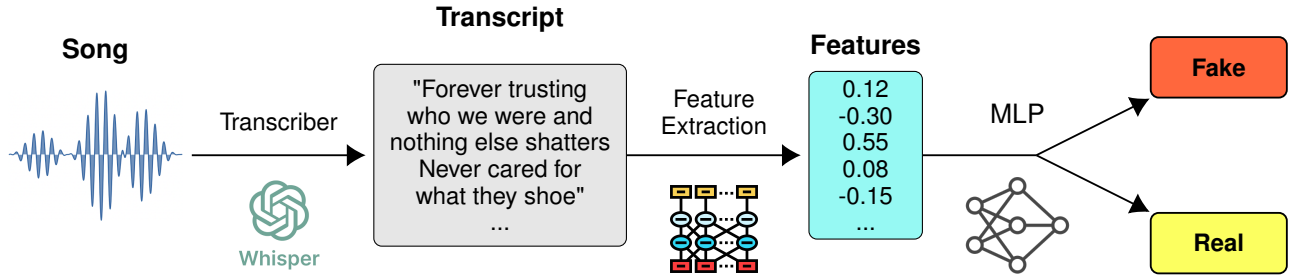 Song
Transcriber
Whisper
Transcript
"Forever trusting
who we were and
nothing else shatters
Never cared for
what they shoe"
...
Feature
Extraction
Features
0.12
-0.30
0.55
0.08
-0.15
...
MLP
Fake
Real